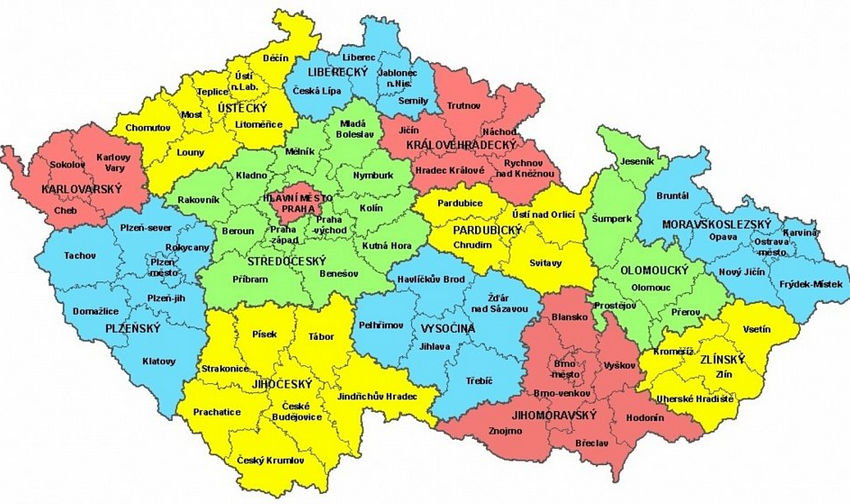 Děčín
Liberec
LIBERECKÝ
Jablonec
n.Nis.
Ústí
n.Lab.
Teplice
Česká Lípa
Semily
ÚSTECKÝ
Most
Chomutov
Litoměřice
Louny
Trutnov
Jičín
Náchod
KRÁLOVÉHRADECKÝ
Hradec Králové
Rychnov
nad Kněžnou
Mladá
Boleslav
Mělník
Sokolov
Karlovy
Vary
KARLOVARSKÝ
Cheb
Kladno
Nymburk
Rakovník
HLAVNÍ MĚSTO
PRAHA
Kolín
Beroun
Praha
-západ
Praha
-východ
Kutná Hora
STŘEDOČESKÝ
Příbram
Benešov
Pardubice
Ústí nad Orlicí
PARDUBICKÝ
Chrudim
Svitavy
Jeseník
Šumperk
OLOMOUCKÝ
Olomouc
Prostějov
Přerov
Bruntál
MORAVSKOSLEZSKÝ
Opava
Karviná
Ostrava
-město
Nový Jičín
Frýdek-Místek
Plzeň-sever
Rokycany
Tachov
Plzeň
-město
Plzeň-jih
Domažlice
PLZEŇSKÝ
Klatovy
Havlíčkův Brod
Žďár
nad Sázavou
Pelhřimov
VYSOČINA
Jihlava
Třebíč
Písek
Tábor
Strakonice
JIHOČESKÝ
Jindřichův Hradec
Prachatice
České
Budějovice
Český Krumlov
Blansko
Brno
-město
Vyškov
Brno-venkov
JIHOMORAVSKÝ
Hodonín
Znojmo
Břeclav
Vsetín
Kroměříž
ZLÍNSKÝ
Zlín
Uherské Hradiště